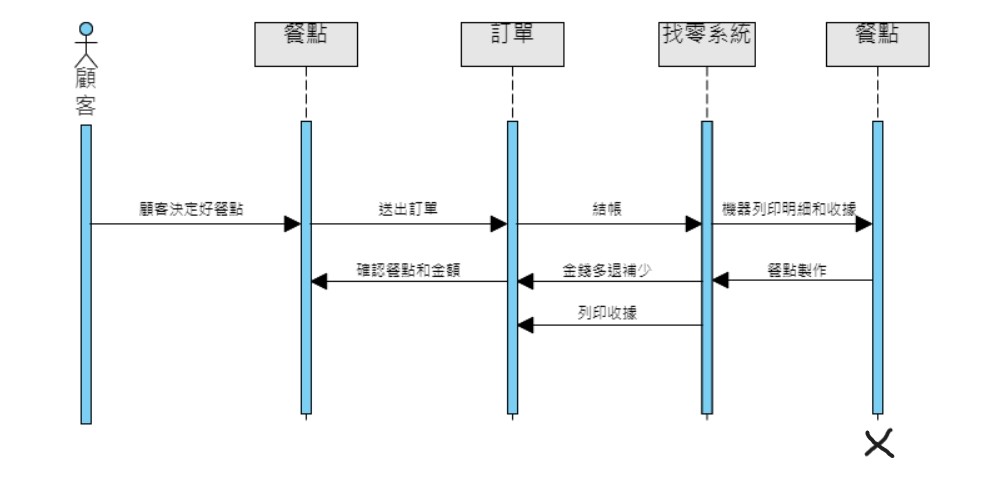 餐點
訂單
找零系統
餐點
顧
客
顧客決定好餐點
送出訂單
結帳
機器列印明細和收據
確認餐點和金額
金錢多退補少
餐點製作
列印收據